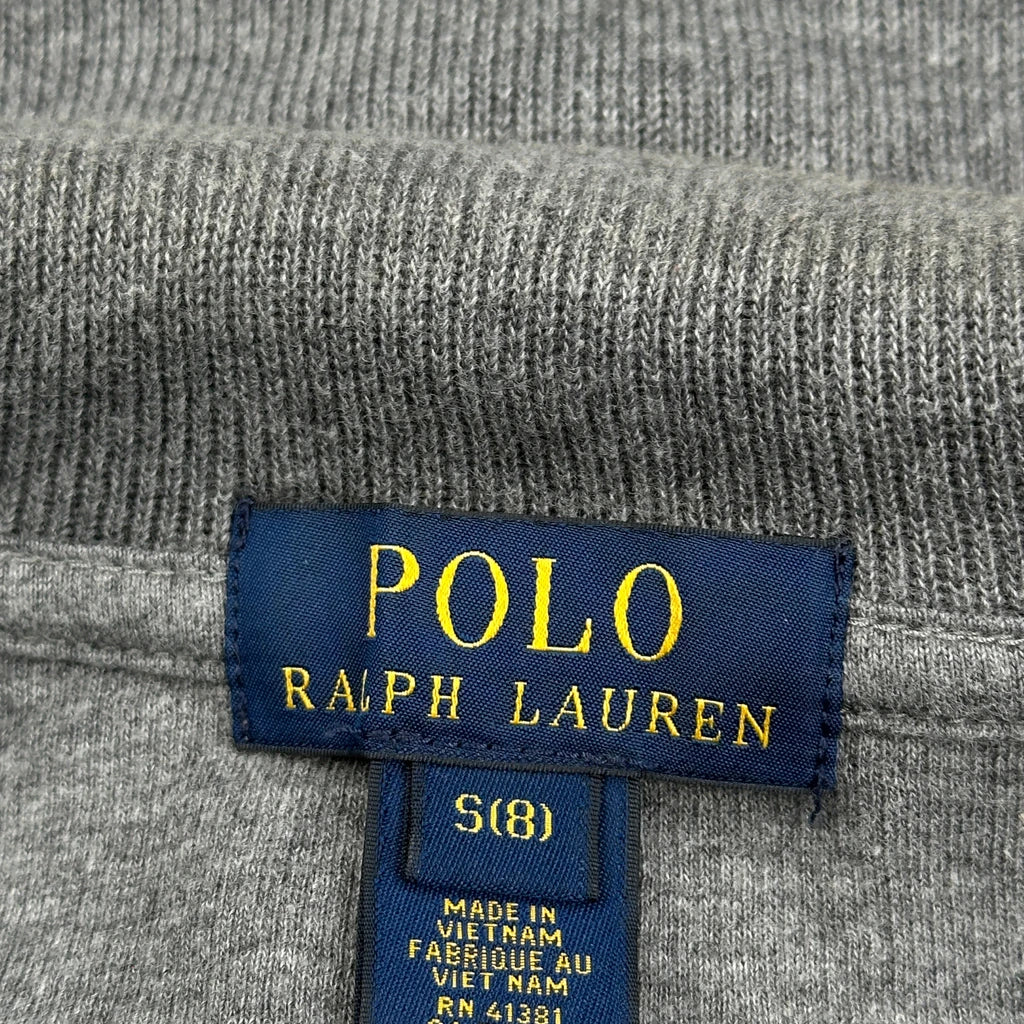 POLO
RALPH LAUREN
S(8)
MADE IN
VIETNAM
FABRIQUE AU
VIET NAM
RN 41381